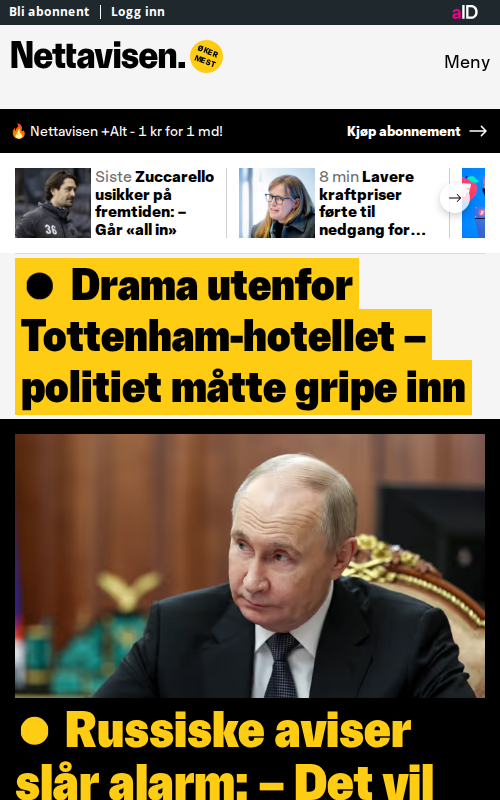 Bli abonnent
Logg inn
aID
Nettavisen.
ØKER
MEST
Meny
🔥 Nettavisen +Alt - 1 kr for 1 md!
Kjøp abonnement →
Siste Zuccarello
usikker på
fremtiden: –
Går «all in»
36
8 min Lavere
kraftpriser
førte til
nedgang for...
● Drama utenfor
Tottenham-hotellet –
politiet måtte gripe inn
● Russiske aviser
slår alarm: – Det vil